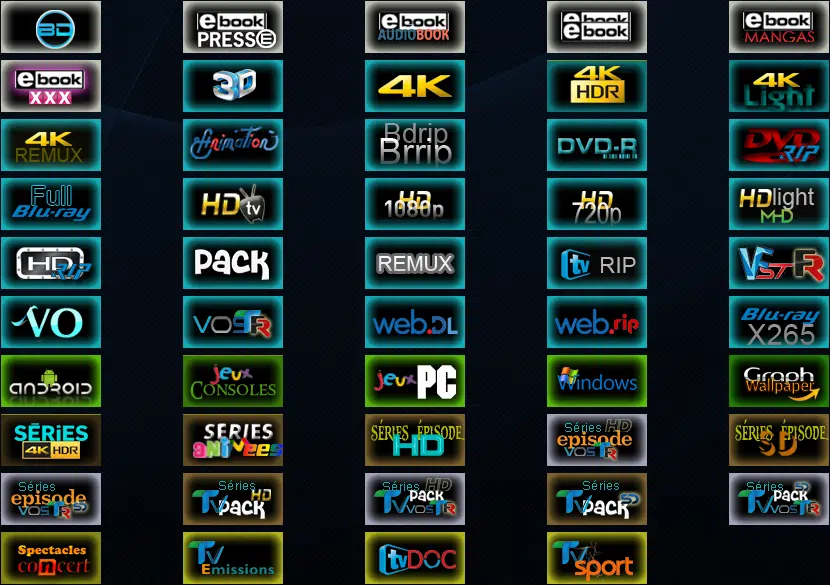 BD
ebook
PRESSE
ebook
AUDIOBOOK
ebook
ebook
ebook
MANGAS
ebook
XXX
3D
4K
4K
HDR
4K
Light
4K
REMUX
Animation
Bdrip
Brrip
DVD-R
DVD
RIP
Full
Blu-ray
HD
tv
HD
1080p
HD
720p
HDlight
MHD
HD
RIP
PACK
REMUX
tv RIP
VFSTFR
VO
VOSTFR
web.DL
web.rip
Blu-ray
X265
ANDROID
jeux
CONSOLES
jeux PC
Windows
Graph
Wallpaper
SÉRIES
4K HDR
SÉRIES
ANIMÉES
SÉRIES ÉPISODE
HD
Séries HD
episode
VOSTFR
SÉRIES ÉPISODE
SD
Séries
episode
VOSTFR SD
Séries
TV PACK HD
Séries HD
TV PACK
VOSTFR
Séries
TV PACK SD
Séries SD
TV PACK
VOSTFR
Spectacles
concert
TV
Emissions
tv DOC
TV
sport